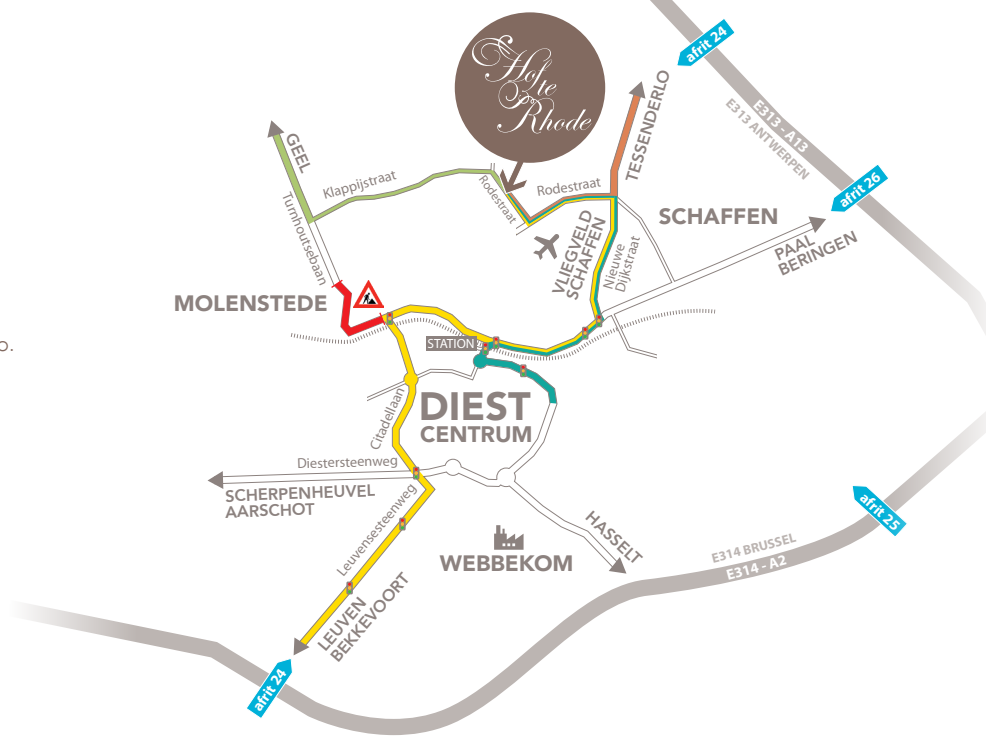 afrit 24
Hof te
Rhode
E313 - A13
E313 ANTWERPEN
TESSENDERLO
GEEL
Klappijstraat
Rodestraat
Rodestraat
afrit 26
SCHAFFEN
Turnhoutsebaan
VLIEGVELD
SCHAFFEN
Nieuwe
Dijkstraat
PAAL
BERINGEN
MOLENSTEDE
STATION
o.
DIEST
CENTRUM
Citadellaan
Diestersteenweg
SCHERPENHEUVEL
AARSCHOT
Leuvensesteenweg
HASSELT
afrit 25
WEBBEKOM
E314 BRUSSEL
E314 - A2
LEUVEN
BEKKEVOORT
afrit 24